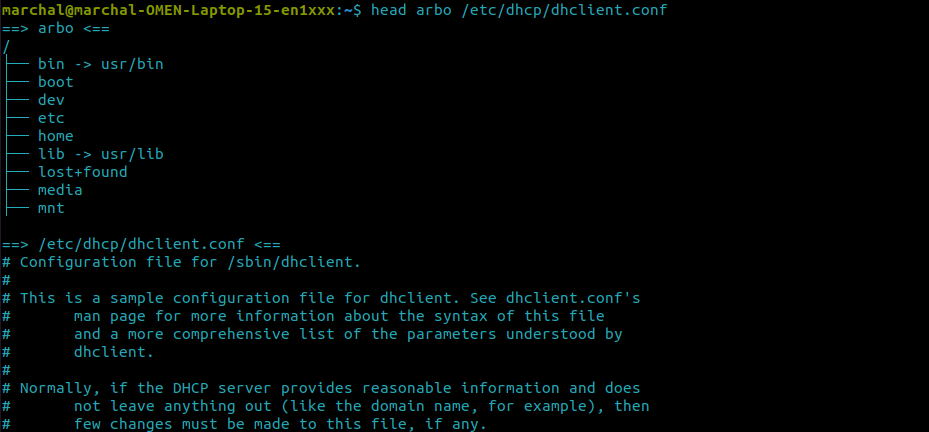 marchal@marchal-OMEN-Laptop-15-en1xxx:~$ head arbo /etc/dhcp/dhclient.conf
==> arbo <==
/
├── bin -> usr/bin
├── boot
├── dev
├── etc
├── home
├── lib -> usr/lib
├── lost+found
├── media
├── mnt

==> /etc/dhcp/dhclient.conf <==
# Configuration file for /sbin/dhclient.
#
# This is a sample configuration file for dhclient. See dhclient.conf's
#       man page for more information about the syntax of this file
#       and a more comprehensive list of the parameters understood by
#       dhclient.
#
# Normally, if the DHCP server provides reasonable information and does
#       not leave anything out (like the domain name, for example), then
#       few changes must be made to this file, if any.